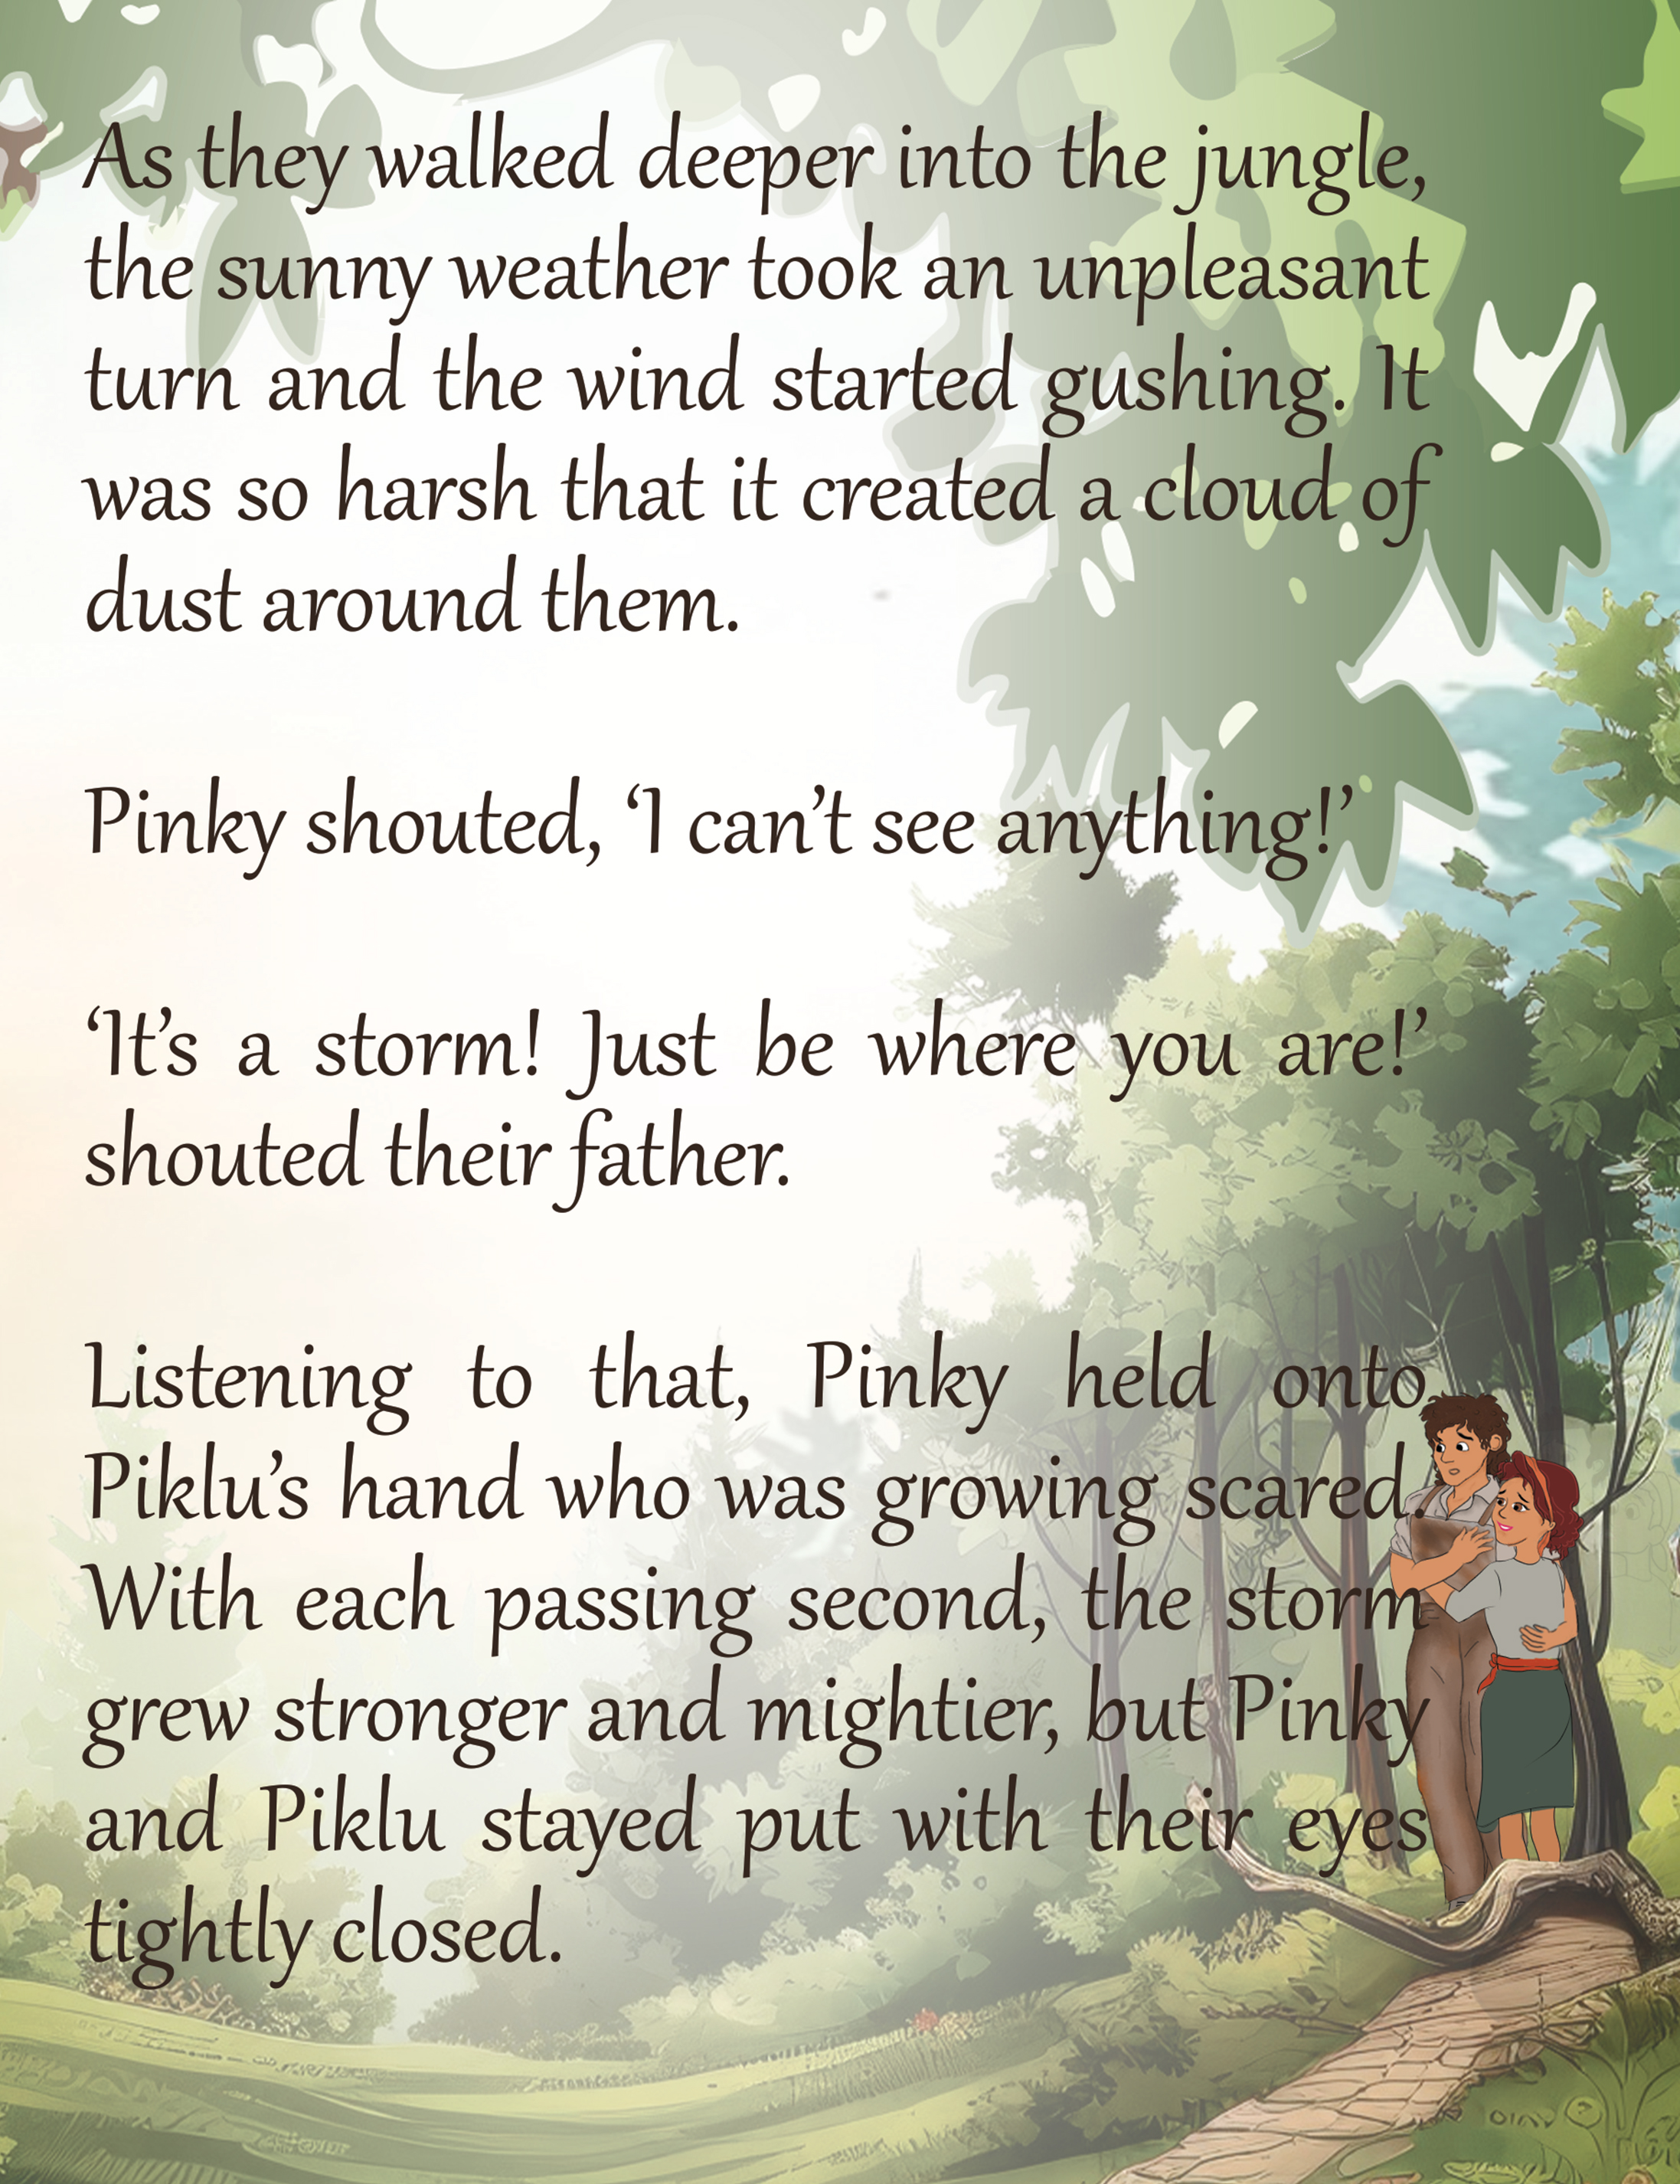 As they walked deeper into the jungle,
the sunny weather took an unpleasant
turn and the wind started gushing. It
was so harsh that it created a cloud of
dust around them.
Pinky shouted, ‘I can’t see anything!’
‘It’s a storm! Just be where you are!’
shouted their father.
Listening to that, Pinky held onto
Piklu’s hand who was growing scared.
With each passing second, the storm
grew stronger and mightier, but Pinky
and Piklu stayed put with their eyes
tightly closed.